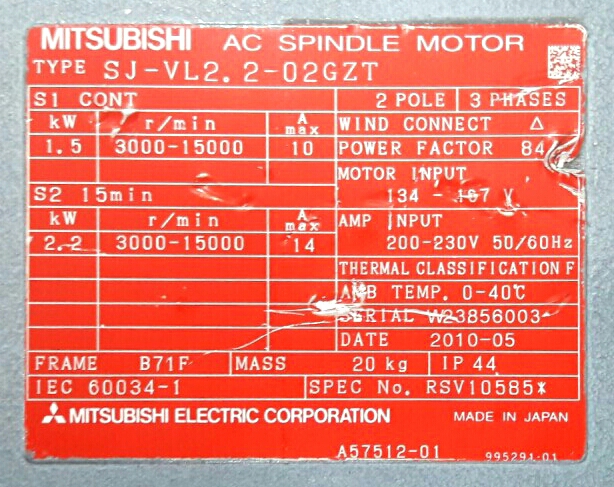 MITSUBISHI AC SPINDLE MOTOR
TYPE SJ-VL2.2-02GZT
S1 CONT 2 POLE 3 PHASES
kW r/min A max WIND CONNECT Δ
1.5 3000-15000 10 POWER FACTOR 84
MOTOR INPUT
S2 15min 134 - 167 V
kW r/min A max AMP INPUT
2.2 3000-15000 14 200-230V 50/60Hz
THERMAL CLASSIFICATION F
AMB TEMP. 0-40℃
SERIAL W23856003
DATE 2010-05
FRAME B71F MASS 20 kg IP 44
IEC 60034-1 SPEC No. RSV10585*
MITSUBISHI ELECTRIC CORPORATION MADE IN JAPAN
A57512-01 995291-01